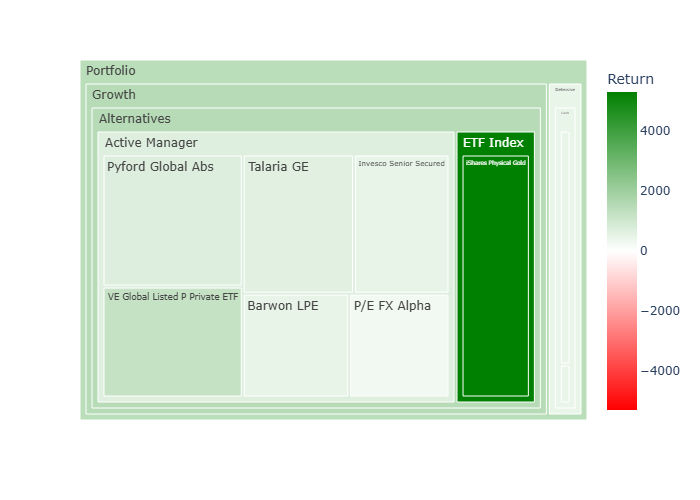 Portfolio
Return
Growth
Defensive
Alternatives
Cash
Active Manager
ETF Index
Pyford Global Abs
Talaria GE
Invesco Senior Secured
iShares Physical Gold
VE Global Listed P Private ETF
Barwon LPE
P/E FX Alpha
4000
2000
0
−2000
−4000